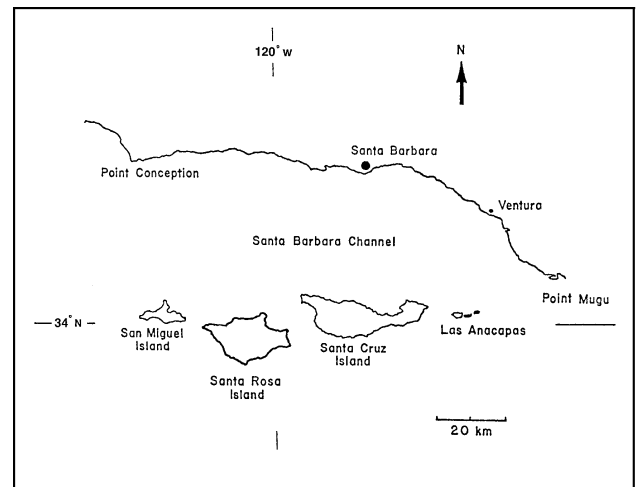 120° W
N
Santa Barbara
Point Conception
Ventura
Santa Barbara Channel
Point Mugu
34° N
San Miguel
Island
Santa Cruz
Island
Las Anacapas
Santa Rosa
Island
20 km